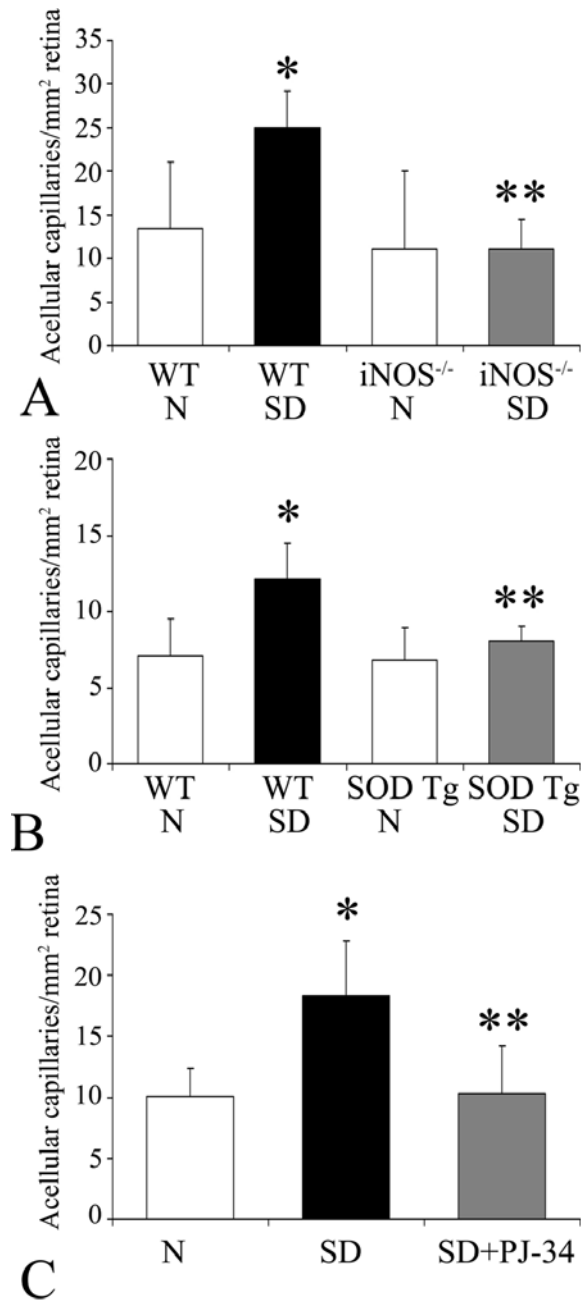 Acellular capillaries/mm² retina
35
30
25
20
15
10
5
0
*
**
WT WT iNOS⁻/⁻ iNOS⁻/⁻
N SD N SD
A
Acellular capillaries/mm² retina
20
15
10
5
0
*
**
WT WT SOD Tg SOD Tg
N SD N SD
B
Acellular capillaries/mm² retina
25
20
15
10
5
0
*
**
N SD SD+PJ-34
C